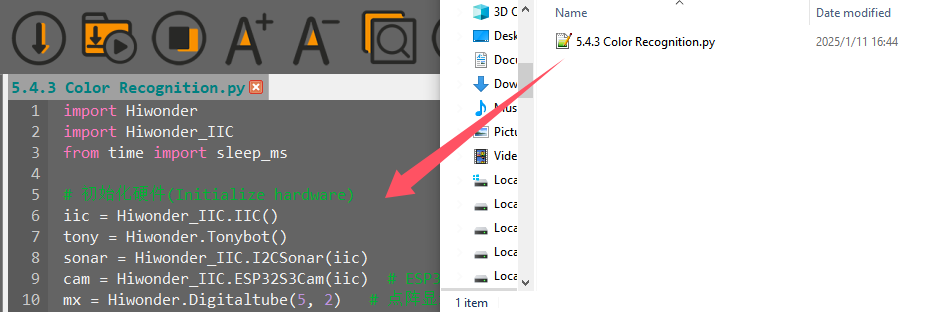 5.4.3 Color Recognition.py
1 import Hiwonder
2 import Hiwonder_IIC
3 from time import sleep_ms
4
5 # 初始化硬件(Initialize hardware)
6 iic = Hiwonder_IIC.IIC()
7 tony = Hiwonder.Tonybot()
8 sonar = Hiwonder_IIC.I2CSonar(iic)
9 cam = Hiwonder_IIC.ESP32S3Cam(iic) # ESP3
10 mx = Hiwonder.Digitaltube(5, 2) # 点阵显
3D C
Desk
Docu
Dow
Mus
Pictu
Video
Loca
Loca
Loca
Loca
Loca
Name
Date modified
5.4.3 Color Recognition.py
2025/1/11 16:44
1 item